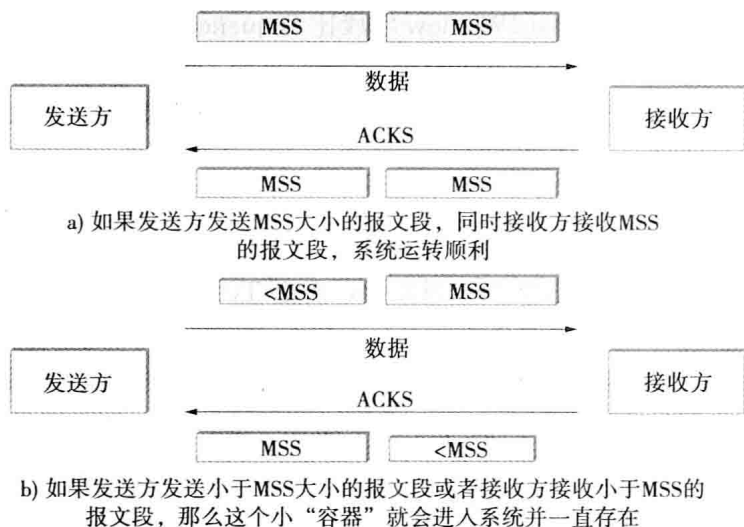 MSS MSS
数据
发送方 接收方
ACKS
MSS MSS
a) 如果发送方发送MSS大小的报文段，同时接收方接收MSS
的报文段，系统运转顺利
<MSS MSS
数据
发送方 接收方
ACKS
MSS <MSS
b) 如果发送方发送小于MSS大小的报文段或者接收方接收小于MSS的
报文段，那么这个小“容器”就会进入系统并一直存在